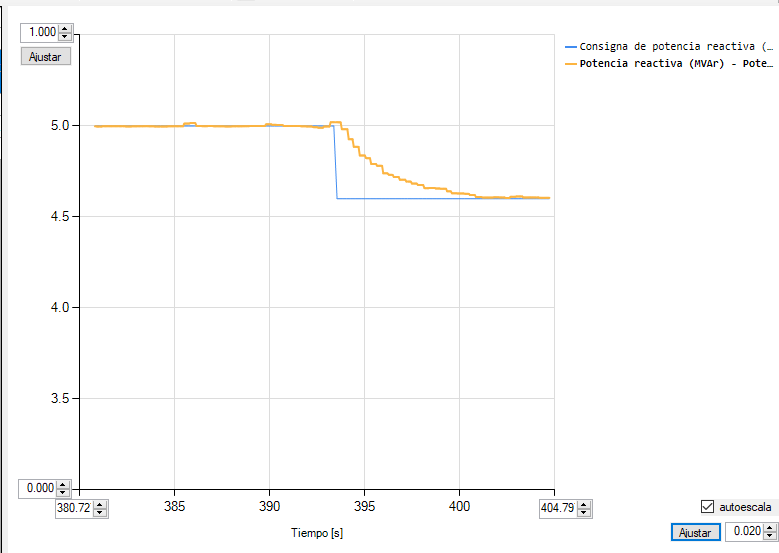 1.000
Ajustar
Consigna de potencia reactiva (…
Potencia reactiva (MVAr) - Pote…
5.0
4.5
4.0
3.5
0.000
380.72
385
390
395
400
404.79
Tiempo [s]
autoescala
Ajustar
0.020